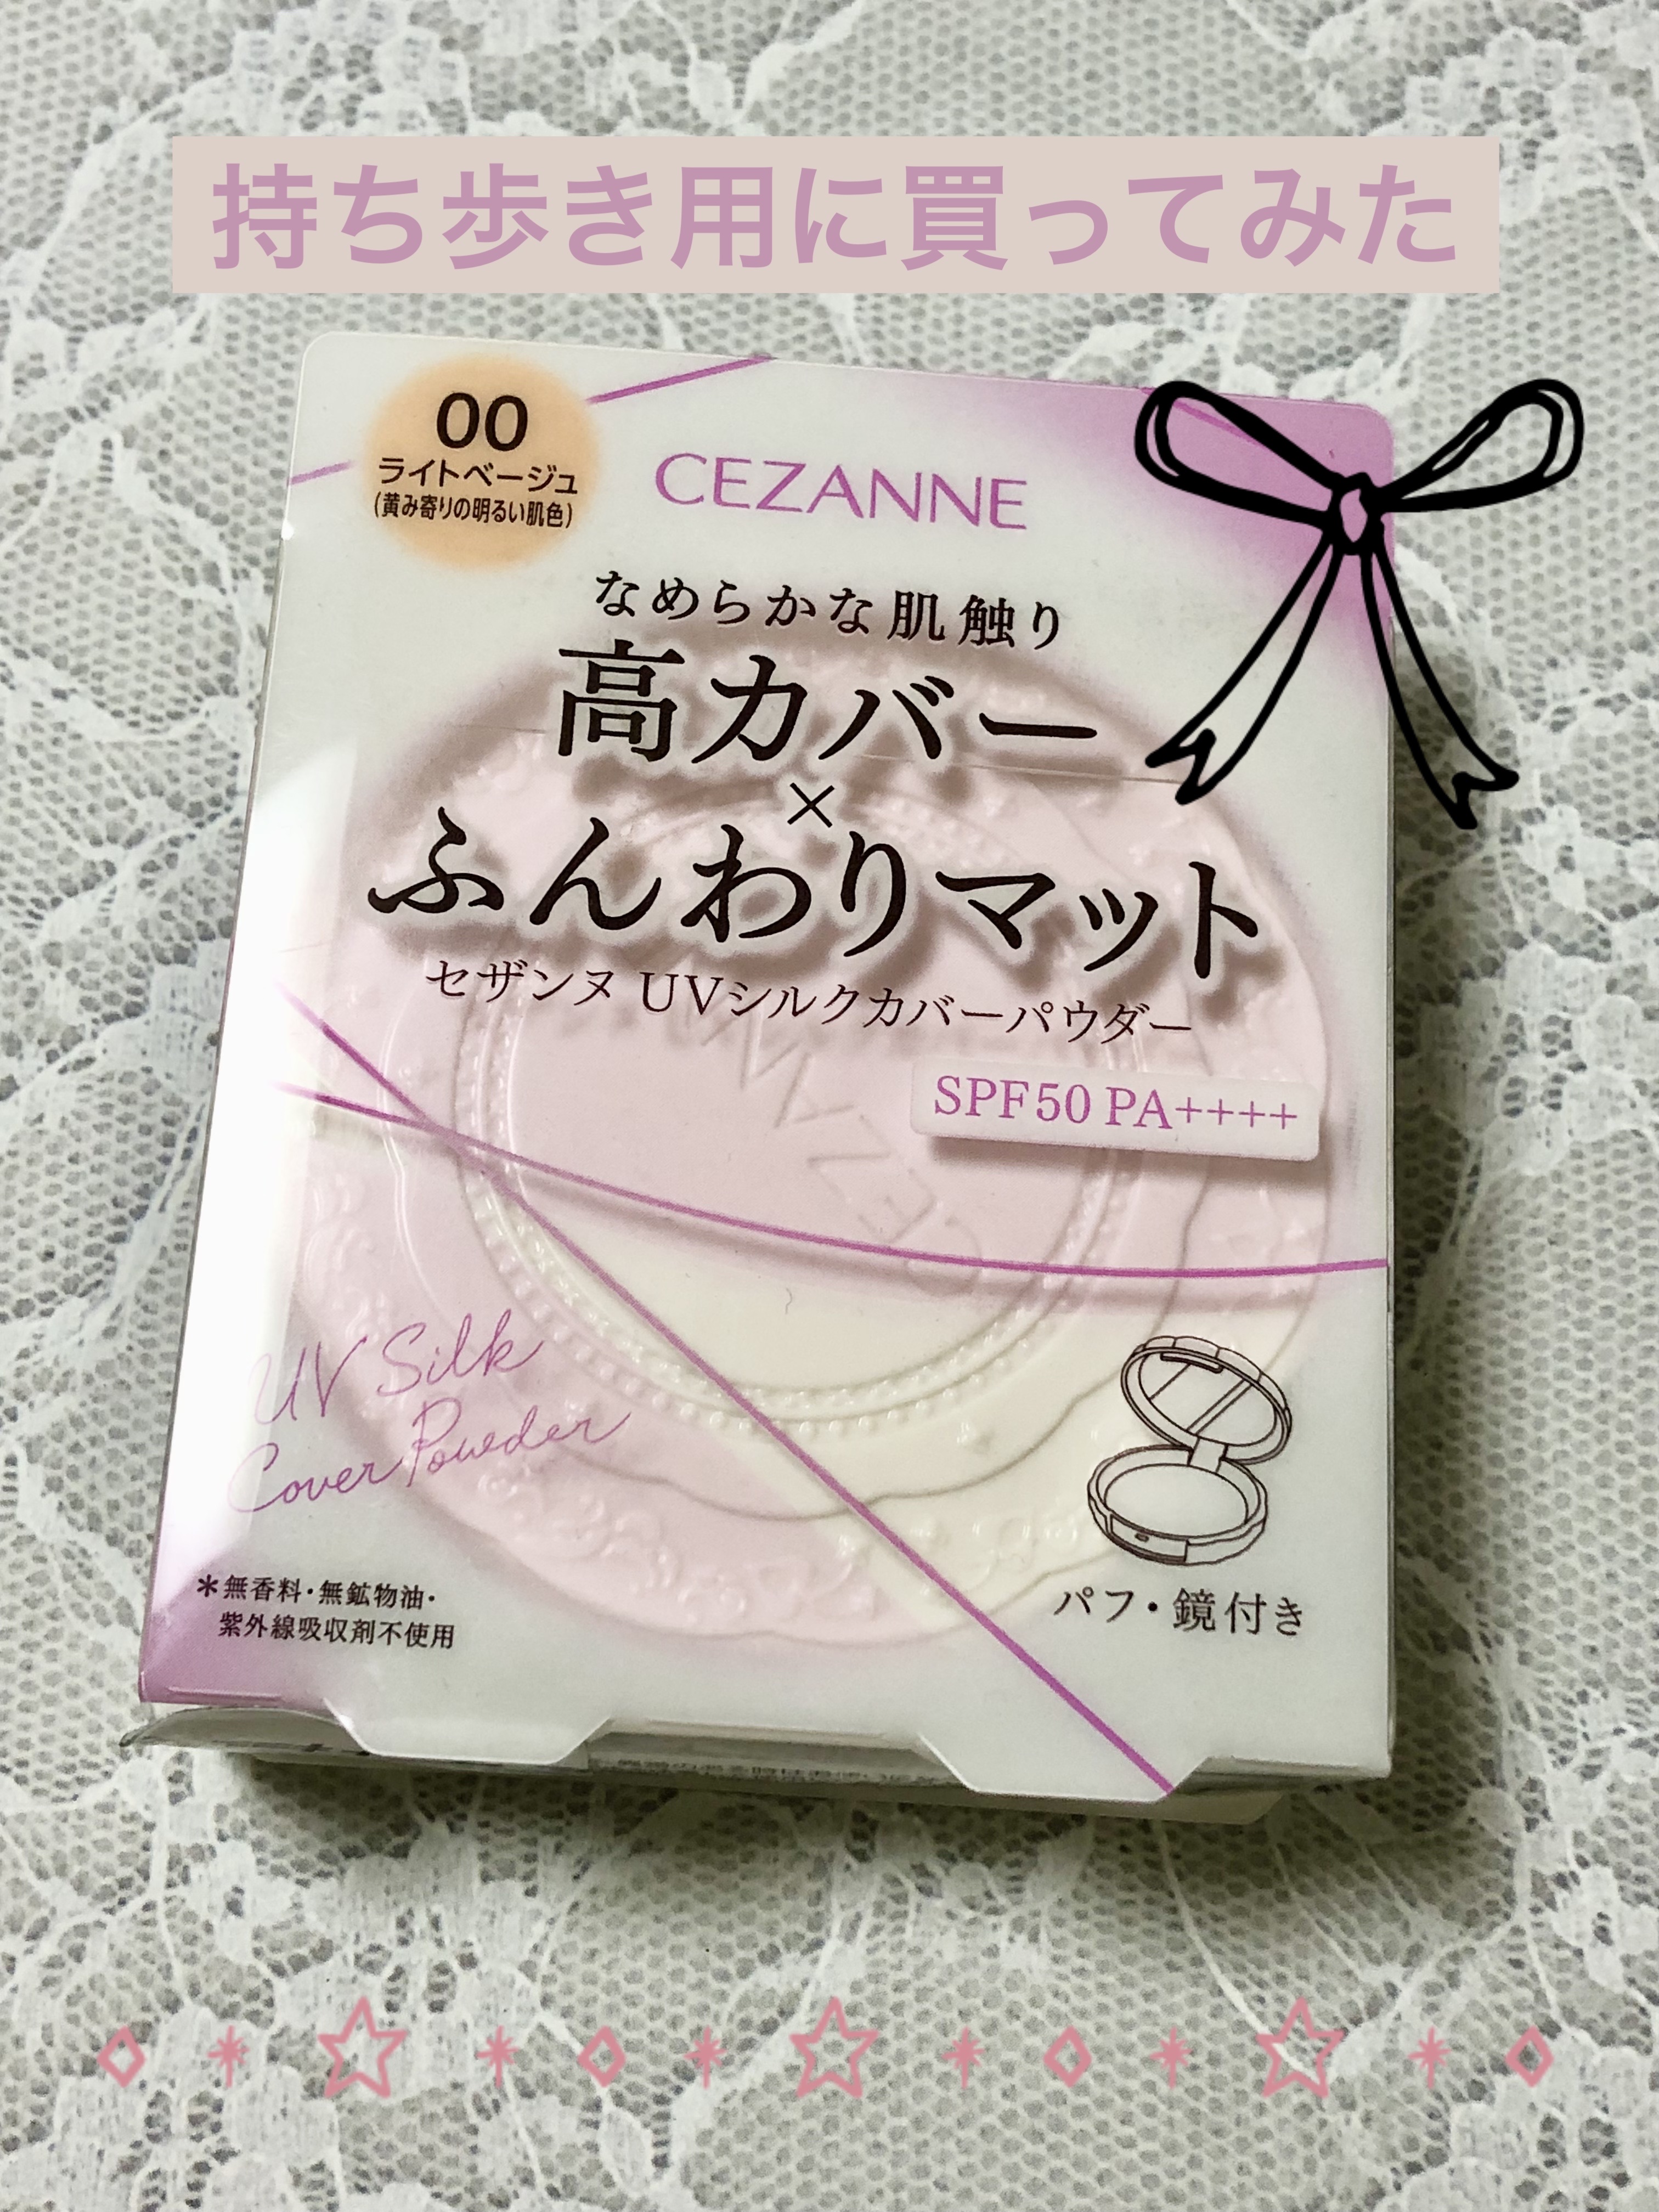 持ち歩き用に買ってみた
00
ライトベージュ
(黄み寄りの明るい肌色)
CEZANNE
なめらかな肌触り
高カバー
×
ふんわりマット
セザンヌ UVシルクカバーパウダー
SPF50 PA++++
UV Silk
Cover Powder
パフ・鏡付き
*無香料・無鉱物油・
紫外線吸収剤不使用